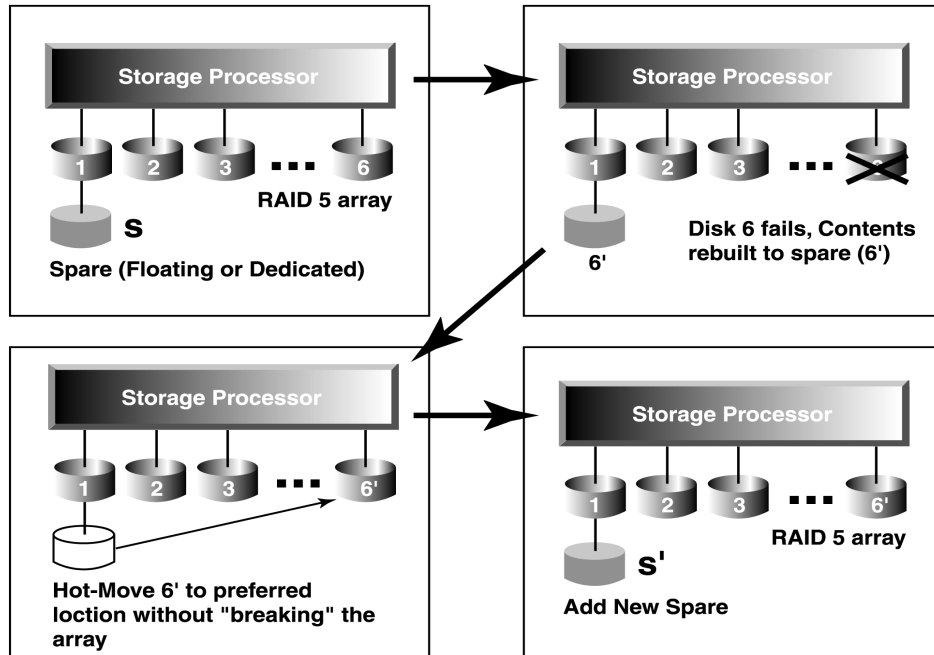 Storage Processor
1 2 3 ... 6
RAID 5 array
S
Spare (Floating or Dedicated)
Storage Processor
1 2 3 ...
6'
Disk 6 fails, Contents
rebuilt to spare (6')
Storage Processor
1 2 3 ... 6'
Hot-Move 6' to preferred
loction without "breaking" the
array
Storage Processor
1 2 3 ... 6'
RAID 5 array
S'
Add New Spare